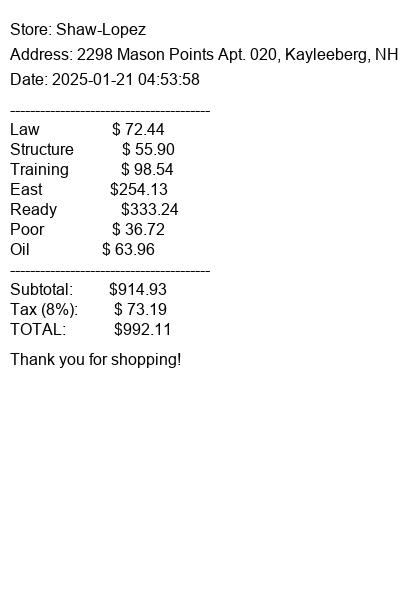 Store: Shaw-Lopez
Address: 2298 Mason Points Apt. 020, Kayleeberg, NH
Date: 2025-01-21 04:53:58
----------------------------------------
Law $ 72.44
Structure $ 55.90
Training $ 98.54
East $254.13
Ready $333.24
Poor $ 36.72
Oil $ 63.96
----------------------------------------
Subtotal: $914.93
Tax (8%): $ 73.19
TOTAL: $992.11
Thank you for shopping!